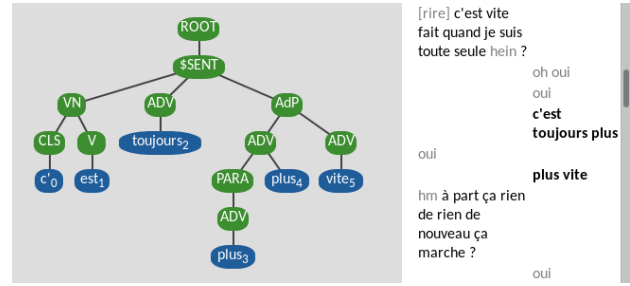 ROOT
$SENT
VN ADV AdP
CLS V toujours2 ADV ADV
c'0 est1 PARA plus4 vite5
ADV
plus3
[rire] c'est vite
fait quand je suis
toute seule hein ?
oh oui
oui
c'est
toujours plus
oui
plus vite
hm à part ça rien
de rien de
nouveau ça
marche ?
oui